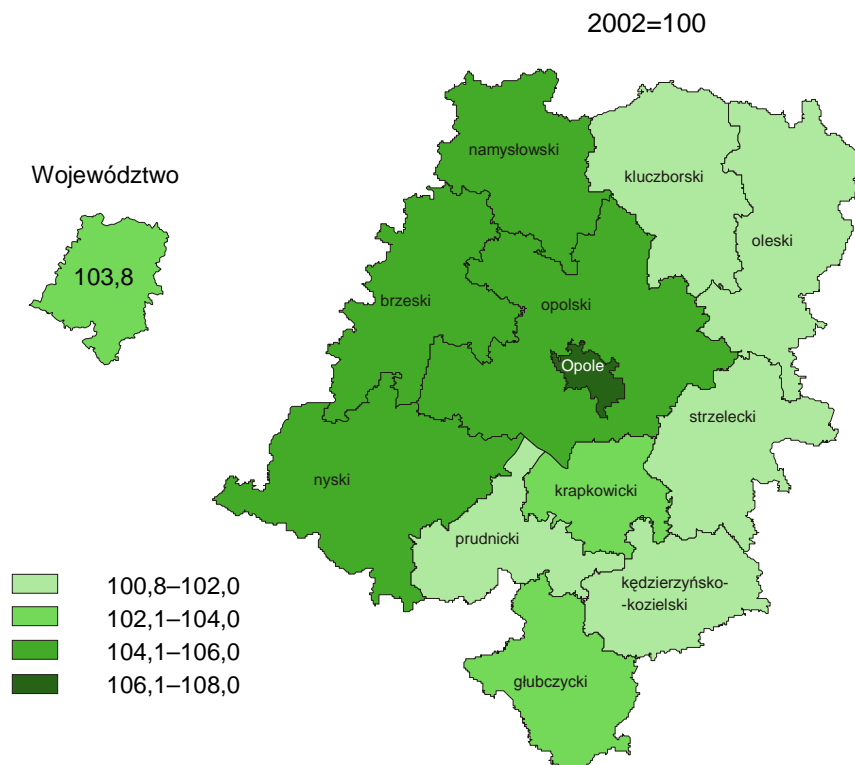 2002=100
namysłowski
kluczborski
Województwo
oleski
103,8
brzeski
opolski
Opole
strzelecki
nyski
krapkowicki
prudnicki
kędzierzyńsko-
-kozielski
głubczycki
100,8–102,0
102,1–104,0
104,1–106,0
106,1–108,0